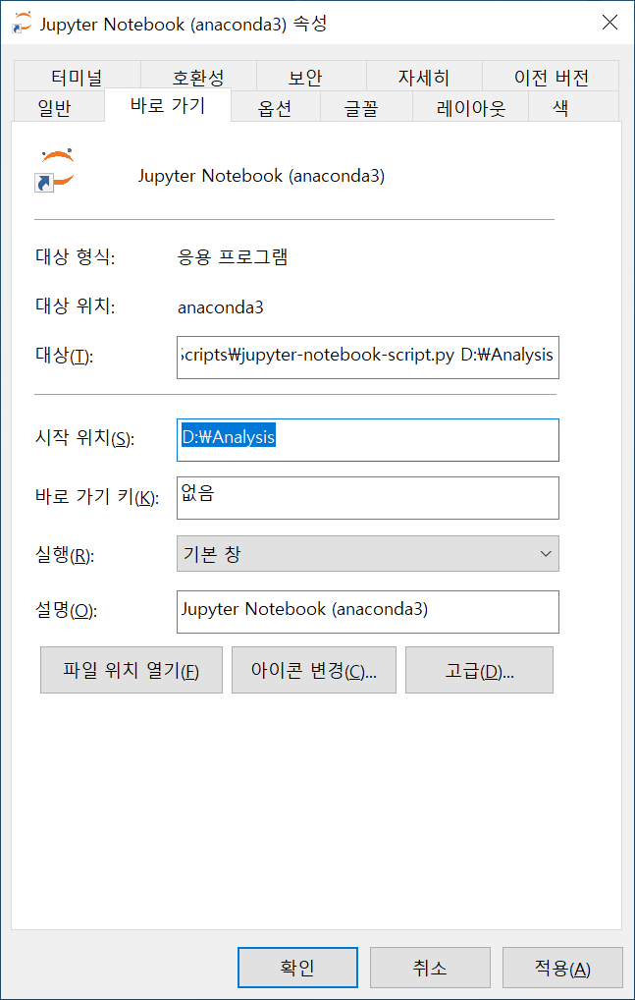 Jupyter Notebook (anaconda3) 속성
터미널 호환성 보안 자세히 이전 버전
일반 바로 가기 옵션 글꼴 레이아웃 색
Jupyter Notebook (anaconda3)
대상 형식: 응용 프로그램
대상 위치: anaconda3
대상(T): Scripts₩jupyter-notebook-script.py D:₩Analysis
시작 위치(S): D:₩Analysis
바로 가기 키(K): 없음
실행(R): 기본 창
설명(O): Jupyter Notebook (anaconda3)
파일 위치 열기(F) 아이콘 변경(C)... 고급(D)...
확인 취소 적용(A)